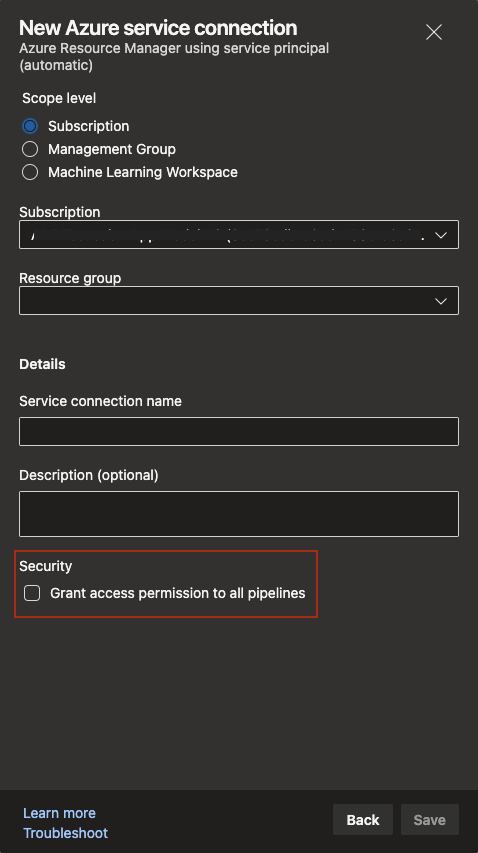 New Azure service connection
Azure Resource Manager using service principal
(automatic)
Scope level
Subscription
Management Group
Machine Learning Workspace
Subscription
Resource group
Details
Service connection name
Description (optional)
Security
Grant access permission to all pipelines
Learn more
Troubleshoot
Back
Save